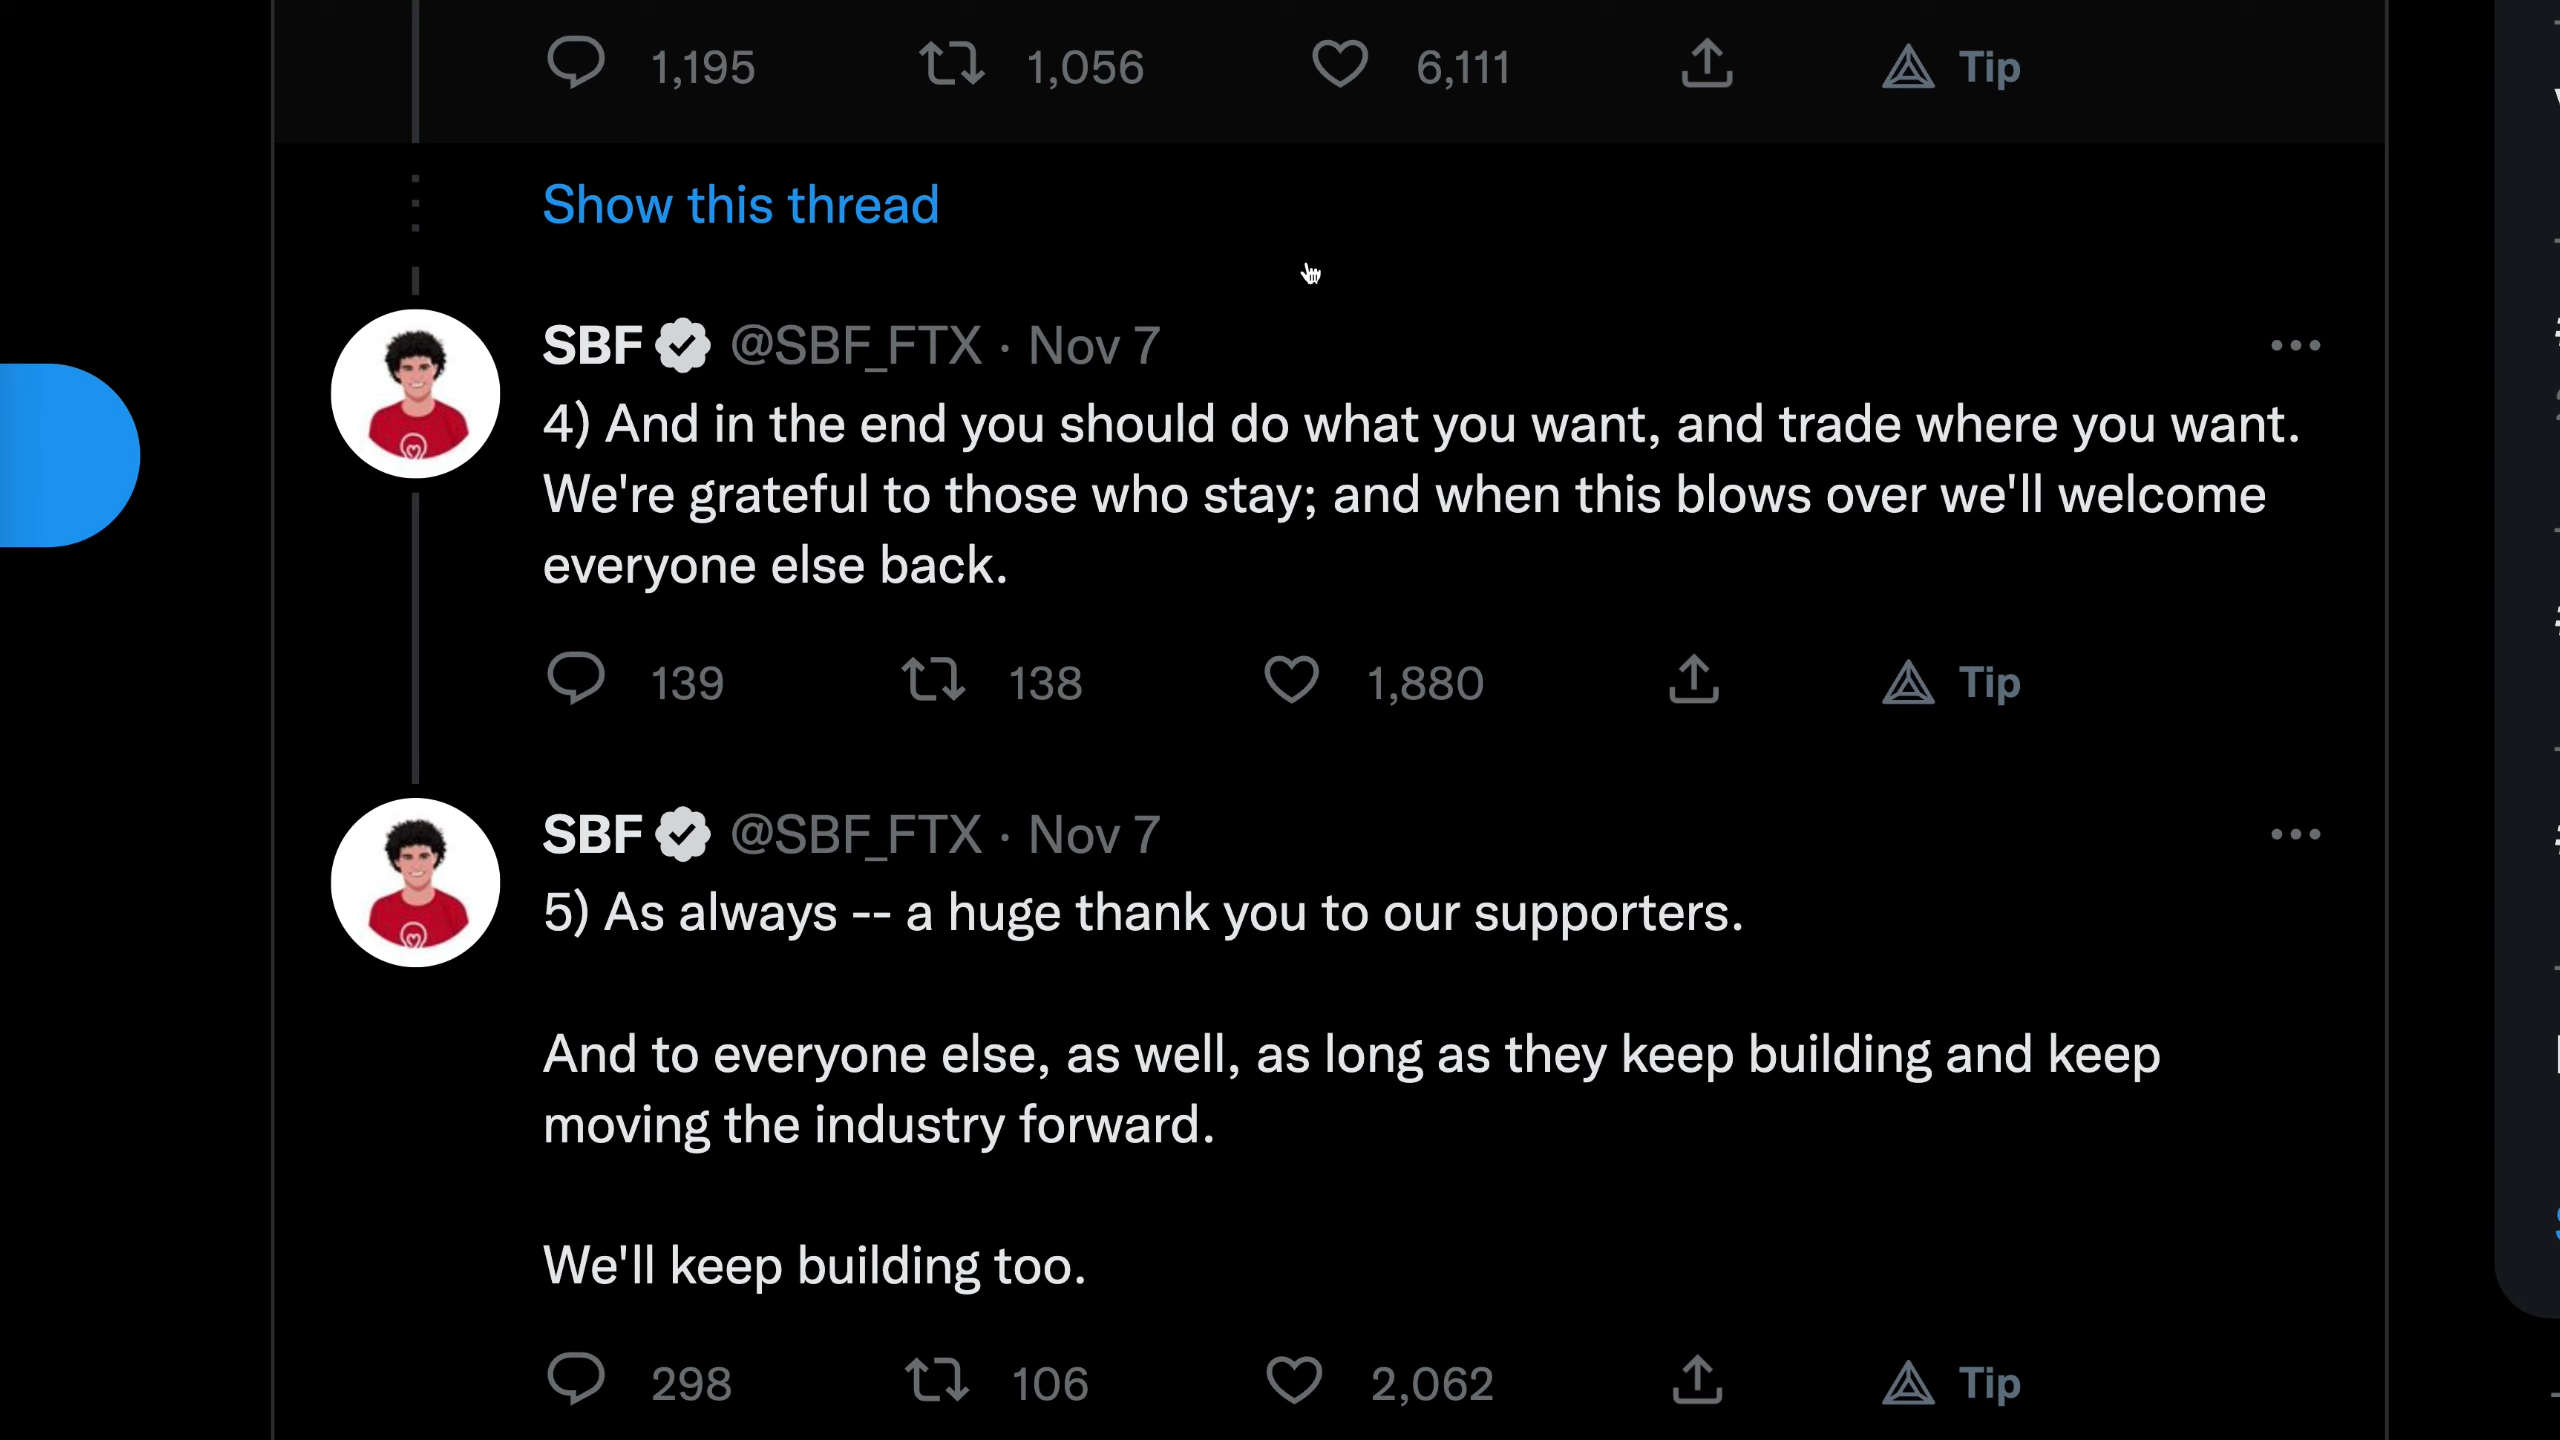 1,195 1,056 6,111 Tip
Show this thread
SBF @SBF_FTX · Nov 7
4) And in the end you should do what you want, and trade where you want.
We're grateful to those who stay; and when this blows over we'll welcome
everyone else back.
139 138 1,880 Tip
SBF @SBF_FTX · Nov 7
5) As always -- a huge thank you to our supporters.
And to everyone else, as well, as long as they keep building and keep
moving the industry forward.
We'll keep building too.
298 106 2,062 Tip